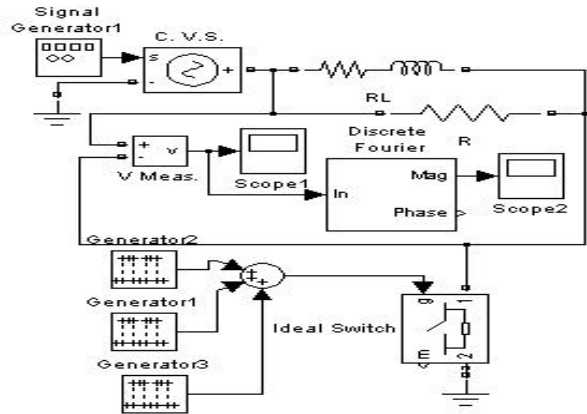 Signal
Generator1
C. V.S.
s
-
+
RL
R
+
-
v
V Meas.
Scope1
Discrete
Fourier
Mag
In
Phase
Scope2
Generator2
Generator1
Ideal Switch
Generator3
g
1
m
2